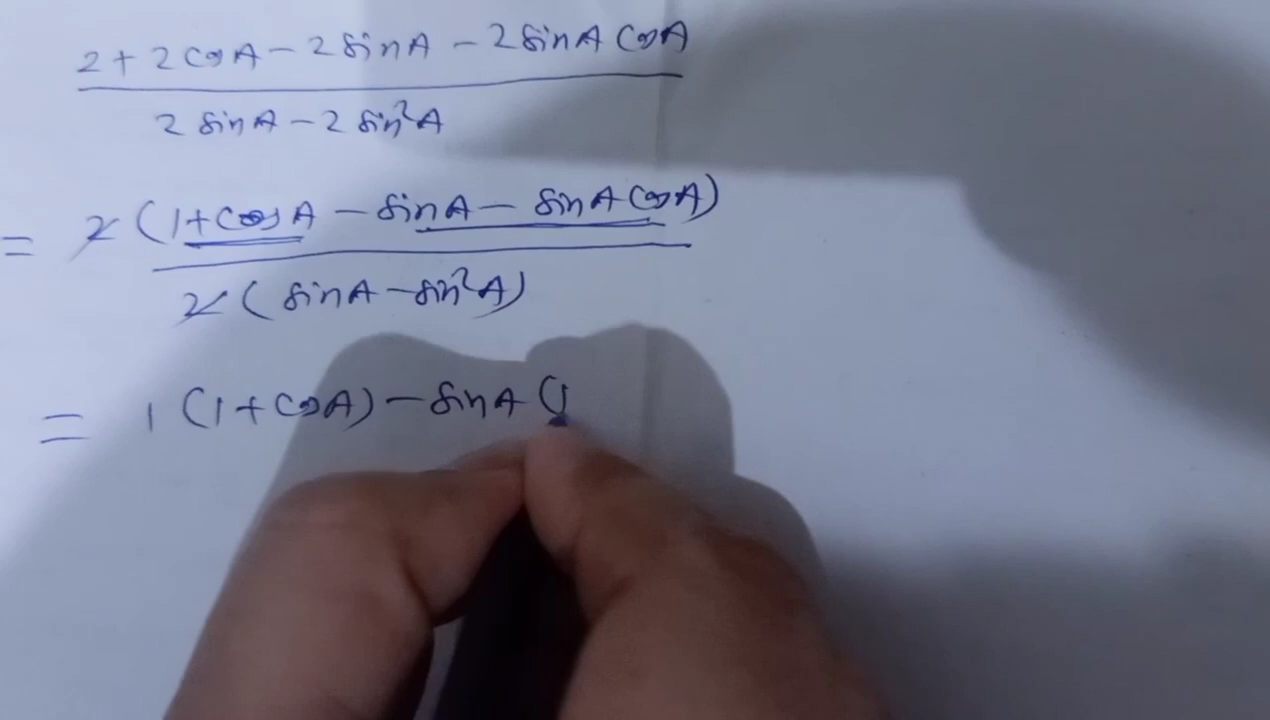 2 + 2 cos A - 2 sin A - 2 sin A cos A
2 sin A - 2 sin²A
= 2 (1 + cos A - sin A - sin A cos A)
2 (sin A - sin²A)
= 1 (1 + cos A) - sin A (1